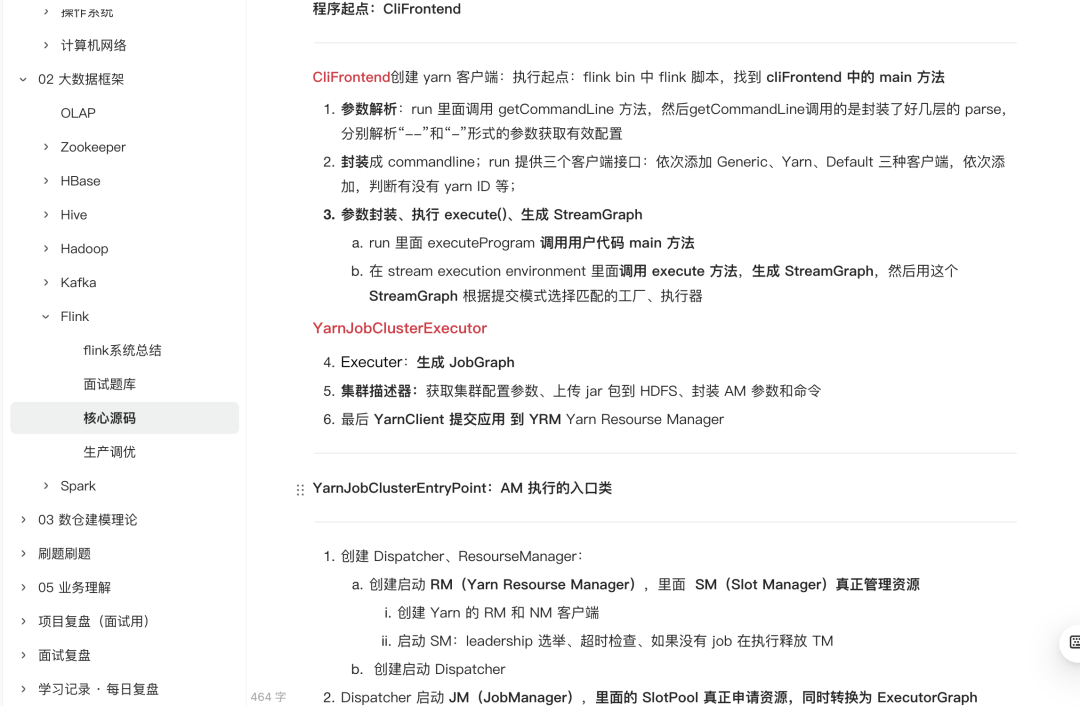 操作系统
计算机网络
02 大数据框架
OLAP
Zookeeper
HBase
Hive
Hadoop
Kafka
Flink
flink系统总结
面试题库
核心源码
生产调优
Spark
03 数仓建模理论
刷题刷题
05 业务理解
项目复盘（面试用）
面试复盘
学习记录 · 每日复盘
程序起点：CliFrontend
CliFrontend创建 yarn 客户端：执行起点：flink bin 中 flink 脚本，找到 cliFrontend 中的 main 方法
1. 参数解析：run 里面调用 getCommandLine 方法，然后getCommandLine调用的是封装了好几层的 parse，
分别解析“--”和“-”形式的参数获取有效配置
2. 封装成 commandline；run 提供三个客户端接口：依次添加 Generic、Yarn、Default 三种客户端，依次添
加，判断有没有 yarn ID 等；
3. 参数封装、执行 execute()、生成 StreamGraph
a. run 里面 executeProgram 调用用户代码 main 方法
b. 在 stream execution environment 里面调用 execute 方法，生成 StreamGraph，然后用这个
StreamGraph 根据提交模式选择匹配的工厂、执行器
YarnJobClusterExecutor
4. Executer：生成 JobGraph
5. 集群描述器：获取集群配置参数、上传 jar 包到 HDFS、封装 AM 参数和命令
6. 最后 YarnClient 提交应用 到 YRM Yarn Resourse Manager
YarnJobClusterEntryPoint：AM 执行的入口类
1. 创建 Dispatcher、ResourseManager：
a. 创建启动 RM（Yarn Resourse Manager），里面 SM（Slot Manager）真正管理资源
i. 创建 Yarn 的 RM 和 NM 客户端
ii. 启动 SM：leadership 选举、超时检查、如果没有 job 在执行释放 TM
b. 创建启动 Dispatcher
2. Dispatcher 启动 JM（JobManager），里面的 SlotPool 真正申请资源，同时转换为 ExecutorGraph
464 字